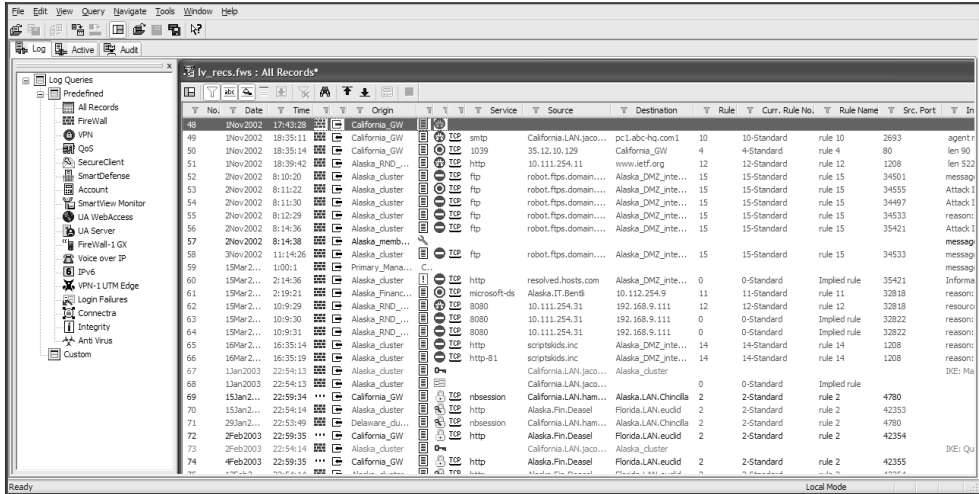 File Edit View Query Navigate Tools Window Help
Log Active Audit
Log Queries
Predefined
All Records
FireWall
VPN
QoS
SecureClient
SmartDefense
Account
SmartView Monitor
UA WebAccess
UA Server
FireWall-1 GX
Voice over IP
IPv6
VPN-1 UTM Edge
Login Failures
Connectra
Integrity
Anti Virus
Custom
lv_recs.fws : All Records*
abc
No. Date Time Origin Service Source Destination Rule Curr. Rule No. Rule Name Src. Port In
48 1Nov2002 17:43:28 California_GW
49 1Nov2002 18:35:11 California_GW TCP smtp California.LAN.jaco... pc1.abc-hq.com1 10 10-Standard rule 10 2693 agent r
50 1Nov2002 18:35:14 California_GW TCP 1039 35.12.10.129 California_GW 4 4-Standard rule 4 80 len 90
51 1Nov2002 18:39:42 Alaska_RND_... TCP http 10.111.254.11 www.ietf.org 12 12-Standard rule 12 1208 len 522
52 2Nov2002 8:10:20 Alaska_cluster TCP ftp robot.ftps.domain.... Alaska_DMZ_inte... 15 15-Standard rule 15 34501 messag
53 2Nov2002 8:11:22 Alaska_cluster TCP ftp robot.ftps.domain.... Alaska_DMZ_inte... 15 15-Standard rule 15 34555 Attack I
54 2Nov2002 8:11:30 Alaska_cluster TCP ftp robot.ftps.domain.... Alaska_DMZ_inte... 15 15-Standard rule 15 34497 Attack I
55 2Nov2002 8:12:29 Alaska_cluster TCP ftp robot.ftps.domain.... Alaska_DMZ_inte... 15 15-Standard rule 15 34533 reason:
56 2Nov2002 8:14:36 Alaska_cluster TCP ftp robot.ftps.domain.... Alaska_DMZ_inte... 15 15-Standard rule 15 35421 Attack I
57 2Nov2002 8:14:38 Alaska_memb... messag
58 3Nov2002 11:14:26 Alaska_cluster TCP ftp robot.ftps.domain.... Alaska_DMZ_inte... 15 15-Standard rule 15 34533 messag
59 15Mar2... 1:00:1 Primary_Mana... C.. messag
60 15Mar2... 2:14:36 Alaska_cluster TCP http resolved.hosts.com Alaska_DMZ_inte... 0 0-Standard Implied rule 35421 Informa
61 15Mar2... 2:19:21 Alaska_Financ... TCP microsoft-ds Alaska.IT.Bentli 10.112.254.9 11 11-Standard rule 11 32818 reason:
62 15Mar2... 10:9:29 Alaska_RND_... TCP 8080 10.111.254.31 192.168.9.111 12 12-Standard rule 12 32818 resourc
63 15Mar2... 10:9:30 Alaska_RND_... TCP 8080 10.111.254.31 192.168.9.111 0 0-Standard Implied rule 32822 reason:
64 15Mar2... 10:9:31 Alaska_RND_... TCP 8080 10.111.254.31 192.168.9.111 0 0-Standard Implied rule 32822 reason:
65 16Mar2... 16:35:14 Alaska_cluster TCP http scriptskids.inc Alaska_DMZ_inte... 14 14-Standard rule 14 1208 reason:
66 16Mar2... 16:35:19 Alaska_cluster TCP http-81 scriptskids.inc Alaska_DMZ_inte... 14 14-Standard rule 14 1208 reason:
67 1Jan2003 22:54:13 Alaska_cluster California.LAN.jaco... Alaska_cluster IKE: Ma
68 1Jan2003 22:54:13 Alaska_cluster California.LAN.jaco... 0 0-Standard Implied rule
69 15Jan2... 22:59:34 California_GW TCP nbsession California.LAN.ham... Alaska.LAN.Chincilla 2 2-Standard rule 2 4780
70 15Jan2... 22:54:14 Alaska_cluster TCP http Alaska.Fin.Deasel Florida.LAN.euclid 2 2-Standard rule 2 42353
71 29Jan2... 22:53:49 Delaware_du... TCP nbsession California.LAN.ham... Alaska.LAN.Chincilla 2 2-Standard rule 2 4780
72 2Feb2003 22:59:35 California_GW TCP http Alaska.Fin.Deasel Florida.LAN.euclid 2 2-Standard rule 2 42354
73 2Feb2003 22:54:14 Alaska_cluster California.LAN.jaco... Alaska_cluster IKE: Qu
74 4Feb2003 22:59:35 California_GW TCP http Alaska.Fin.Deasel Florida.LAN.euclid 2 2-Standard rule 2 42355
Ready Local Mode